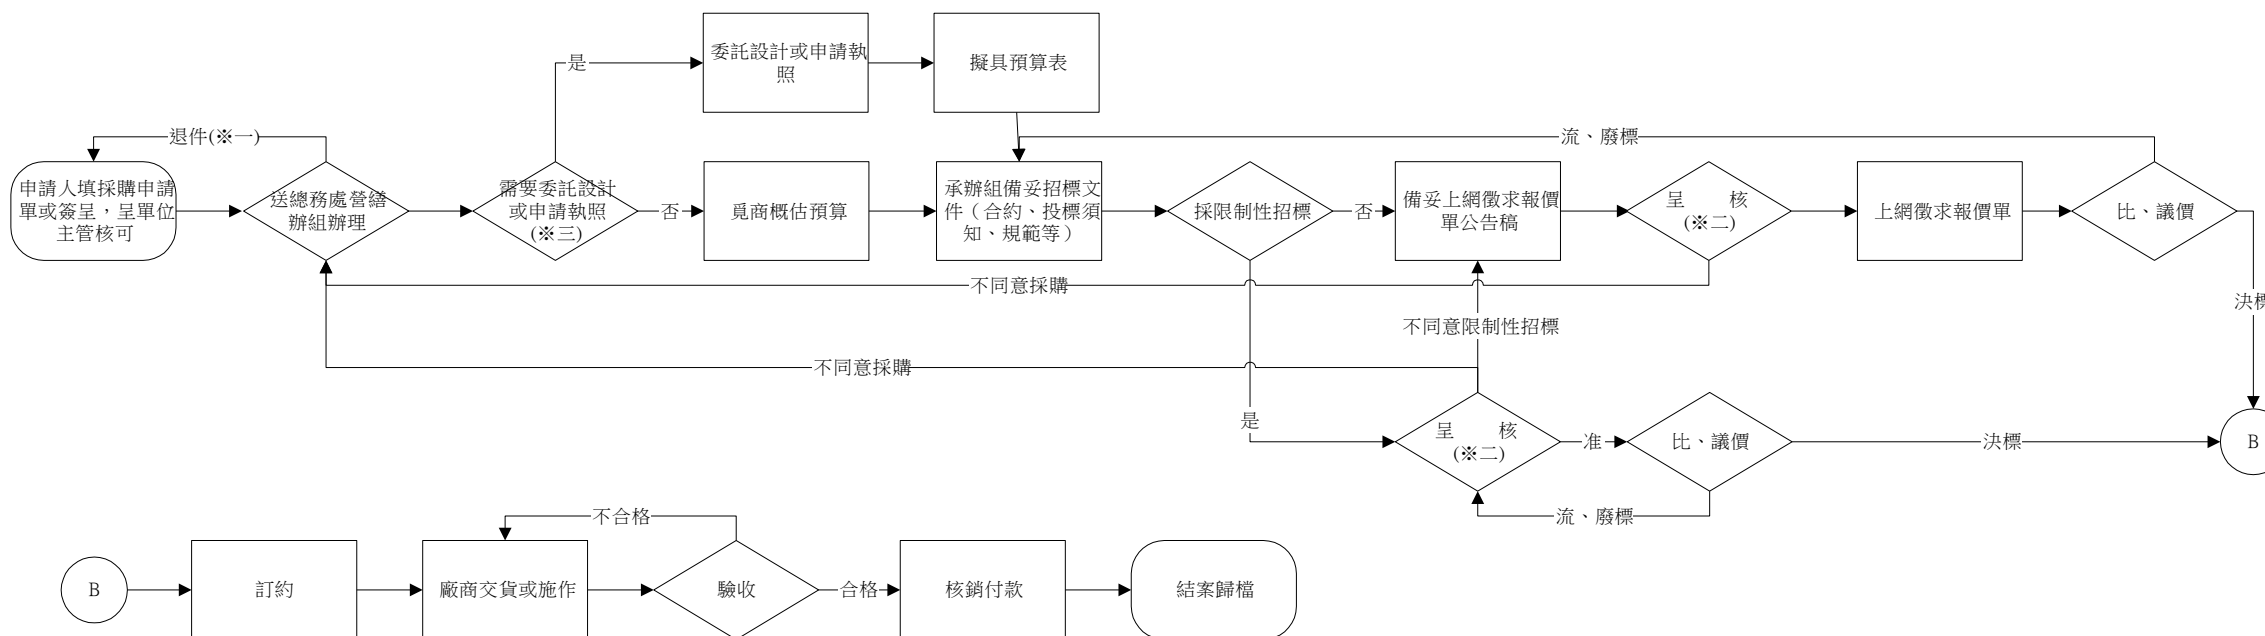 是
委託設計或申請執
照
擬具預算表
退件(※一)
流、廢標
申請人填採購申請
單或簽呈，呈單位
主管核可
送總務處營繕
辦組辦理
需要委託設計
或申請執照
(※三)
否
覓商概估預算
承辦組備妥招標文
件（合約、投標須
知、規範等）
採限制性招標
否
備妥上網徵求報價
單公告稿
呈　　核
(※二)
上網徵求報價單
比、議價
不同意採購
決標
不同意限制性招標
不同意採購
是
呈　　核
(※二)
准
比、議價
決標
B
流、廢標
不合格
B
訂約
廠商交貨或施作
驗收
合格
核銷付款
結案歸檔